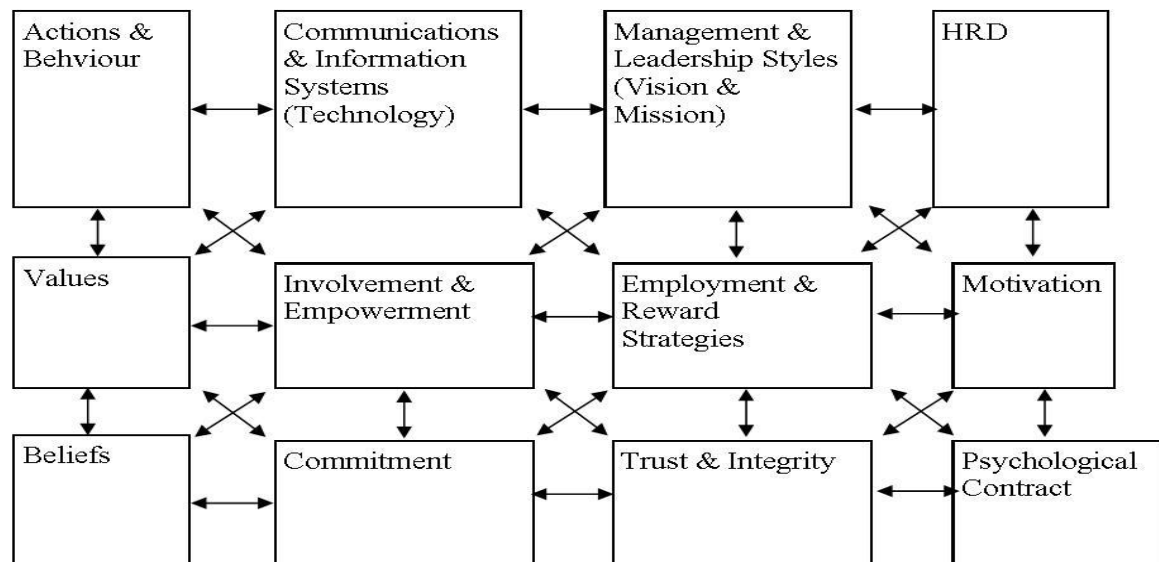 Actions &
Behviour
Communications
& Information
Systems
(Technology)
Management &
Leadership Styles
(Vision &
Mission)
HRD
Values
Involvement &
Empowerment
Employment &
Reward
Strategies
Motivation
Beliefs
Commitment
Trust & Integrity
Psychological
Contract